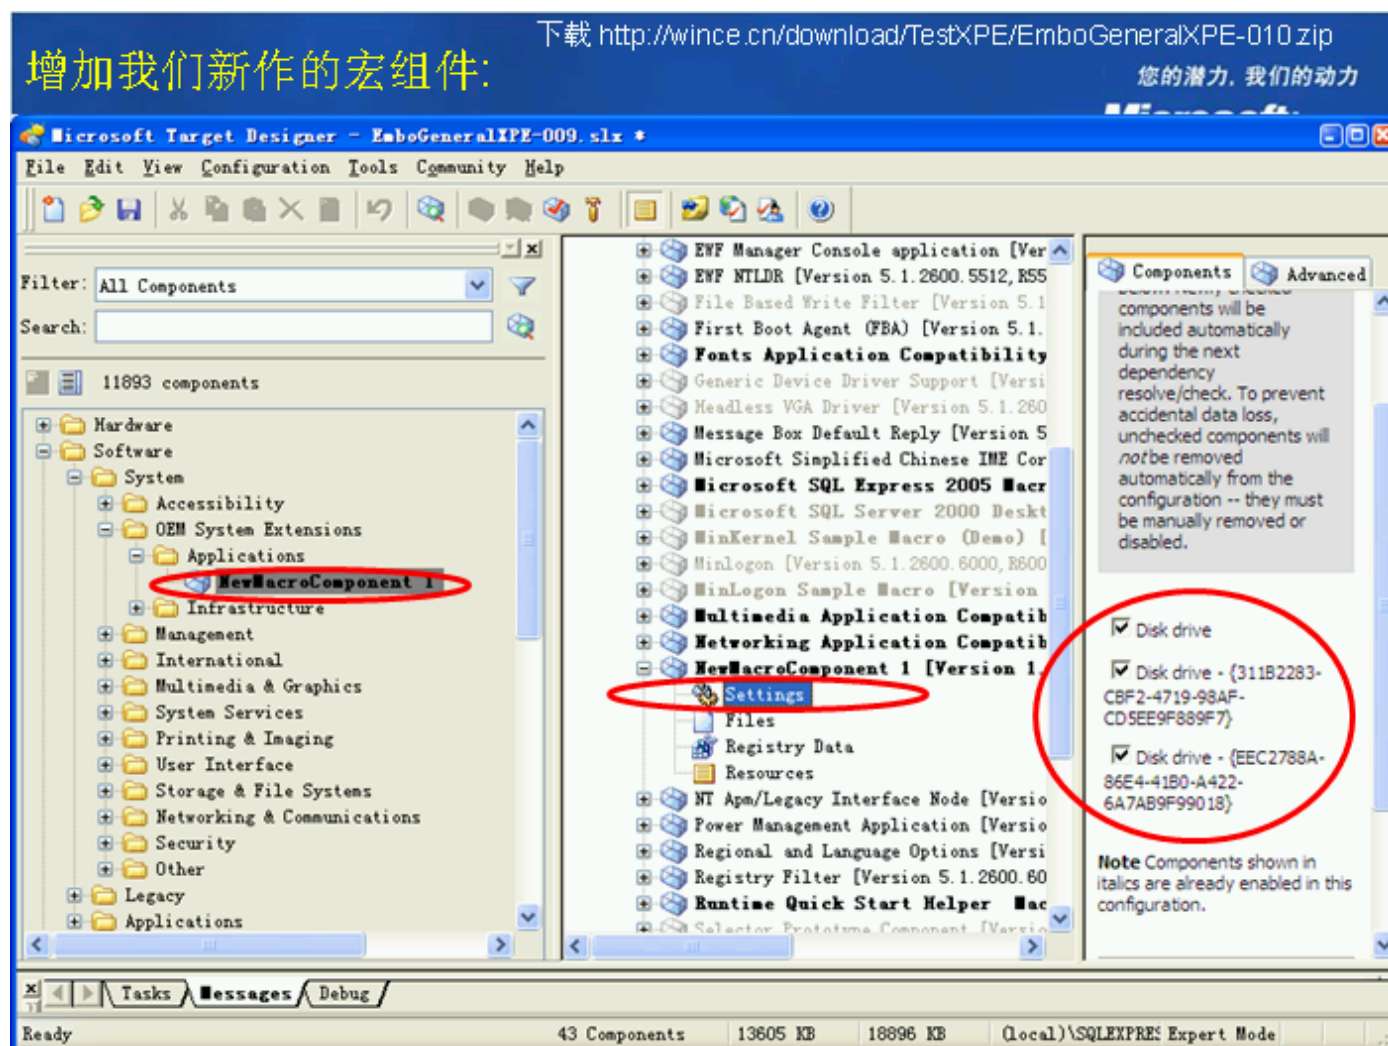 下载 http://wince.cn/download/TestXPE/EmboGeneralXPE-010.zip
增加我们新作的宏组件:
您的潜力. 我们的动力
Microsoft
Microsoft Target Designer - EmboGeneralXPE-009.slx *
File Edit View Configuration Tools Community Help
Filter: All Components
Search:
11893 components
Hardware
Software
System
Accessibility
OEM System Extensions
Applications
NewMacroComponent 1
Infrastructure
Management
International
Multimedia & Graphics
System Services
Printing & Imaging
User Interface
Storage & File Systems
Networking & Communications
Security
Other
Legacy
Applications
EWF Manager Console application [Ver
EWF NTLDR [Version 5.1.2600.5512, R55
File Based Write Filter [Version 5.1
First Boot Agent (FBA) [Version 5.1.
Fonts Application Compatibility
Generic Device Driver Support [Versi
Headless VGA Driver [Version 5.1.260
Message Box Default Reply [Version 5
Microsoft Simplified Chinese IME Cor
Microsoft SQL Express 2005 Macr
Microsoft SQL Server 2000 Deskt
MinKernel Sample Macro (Demo) [
Minlogon [Version 5.1.2600.6000, R600
MinLogon Sample Macro [Version
Multimedia Application Compatib
Networking Application Compatib
NewMacroComponent 1 [Version 1.
Settings
Files
Registry Data
Resources
NT Apm/Legacy Interface Node [Versio
Power Management Application [Versio
Regional and Language Options [Versi
Registry Filter [Version 5.1.2600.60
Runtime Quick Start Helper Mac
Selector Prototype Component [Versio
Components Advanced
below. Newly checked
components will be
included automatically
during the next
dependency
resolve/check. To prevent
accidental data loss,
unchecked components will
not be removed
automatically from the
configuration -- they must
be manually removed or
disabled.
Disk drive
Disk drive - {311B2283-
CBF2-4719-98AF-
CD5EE9F889F7}
Disk drive - {EEC2788A-
86E4-41B0-A422-
6A7AB9F99018}
Note Components shown in
italics are already enabled in this
configuration.
Tasks Messages Debug
Ready 43 Components 13605 KB 18896 KB (local)\SQLEXPRES Expert Mode